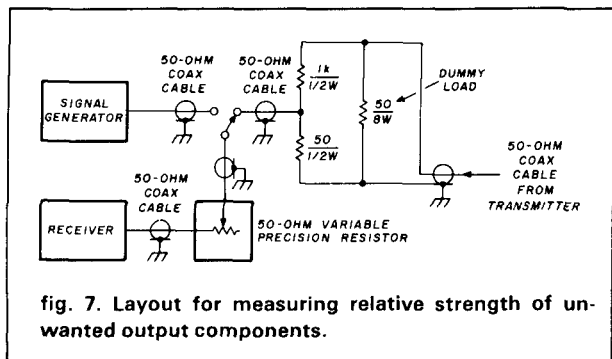 50-OHM
COAX
CABLE
50-OHM
COAX
CABLE
1k
1/2W
DUMMY
LOAD
SIGNAL
GENERATOR
50
8W
50
1/2W
50-OHM
COAX
CABLE
FROM
TRANSMITTER
50-OHM
COAX
CABLE
RECEIVER
50-OHM VARIABLE
PRECISION RESISTOR
fig. 7. Layout for measuring relative strength of un-
wanted output components.